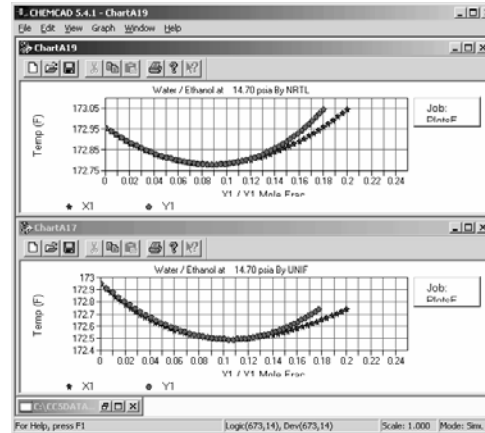 CHEMCAD 5.4.1 - ChartA19
File Edit View Graph Window Help
ChartA19
Water / Ethanol at 14.70 psia By NRTL
Temp (F)
173.05
172.95
172.85
172.75
0 0.02 0.04 0.06 0.08 0.1 0.12 0.14 0.16 0.18 0.2 0.22 0.24
X1 / Y1 Mole Frac
X1 Y1
Job:
ChartA17
Water / Ethanol at 14.70 psia By UNIF
Temp (F)
173
172.9
172.8
172.7
172.6
172.5
172.4
0 0.02 0.04 0.06 0.08 0.1 0.12 0.14 0.16 0.18 0.2 0.22 0.24
X1 / Y1 Mole Frac
X1 Y1
Job:
C:\CC5DATA...
For Help, press F1 Logic(673,14), Dev(673,14) Scale: 1.000 Mode: Sim,